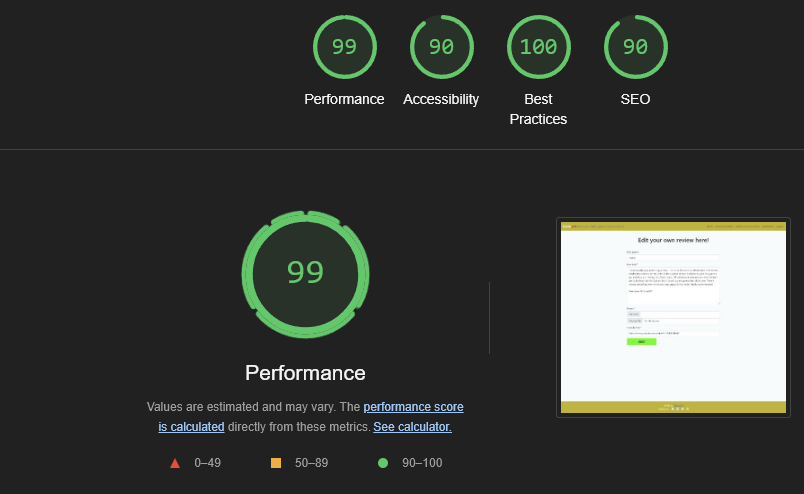 99
90
100
90
Performance
Accessibility
Best
Practices
SEO
99
Performance
Values are estimated and may vary. The performance score
is calculated directly from these metrics. See calculator.
0–49
50–89
90–100
Edit your own review here!